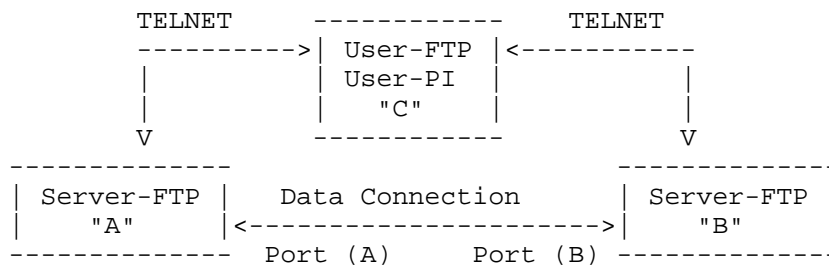 TELNET     ------------     TELNET
---------->| User-FTP |<-----------
|          | User-PI  |           |
|          |   "C"    |           |
V          ------------           V
--------------                        --------------
| Server-FTP |   Data Connection      | Server-FTP
|    "A"     |<---------------------->|    "B"
-------------- Port (A)     Port (B) --------------